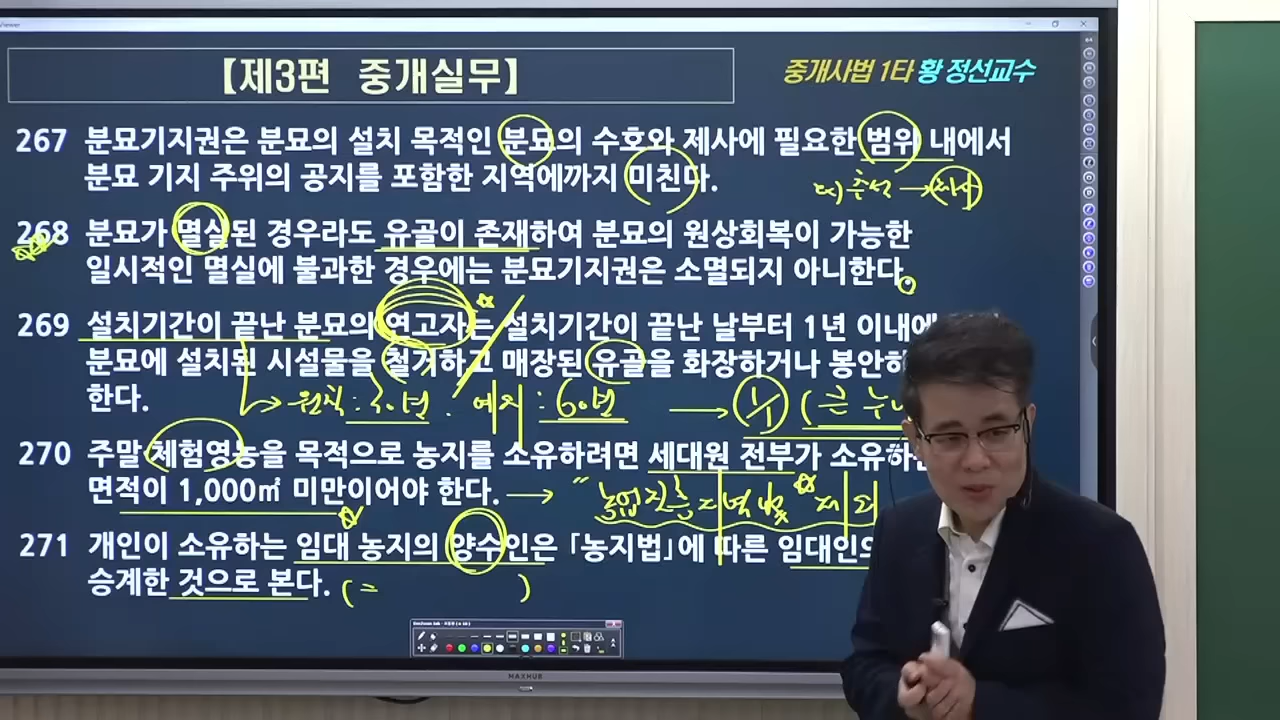 【제3편 중개실무】
중개사법 1타 황 정선교수
267 분묘기지권은 분묘의 설치 목적인 분묘의 수호와 제사에 필요한 범위 내에서
분묘 기지 주위의 공지를 포함한 지역에까지 미친다.
268 분묘가 멸실된 경우라도 유골이 존재하여 분묘의 원상회복이 가능한
일시적인 멸실에 불과한 경우에는 분묘기지권은 소멸되지 아니한다.
269 설치기간이 끝난 분묘의 연고자는 설치기간이 끝난 날부터 1년 이내에
분묘에 설치된 시설물을 철거하고 매장된 유골을 화장하거나 봉안하
한다.
원칙 : 30년. 예외 : 60년 → 1/1
270 주말 체험영농을 목적으로 농지를 소유하려면 세대원 전부가 소유하는
면적이 1,000㎡ 미만이어야 한다. → " 농업진흥지역 밖
271 개인이 소유하는 임대 농지의 양수인은 「농지법」에 따른 임대인의
승계한 것으로 본다. ( = )
MAXHUB